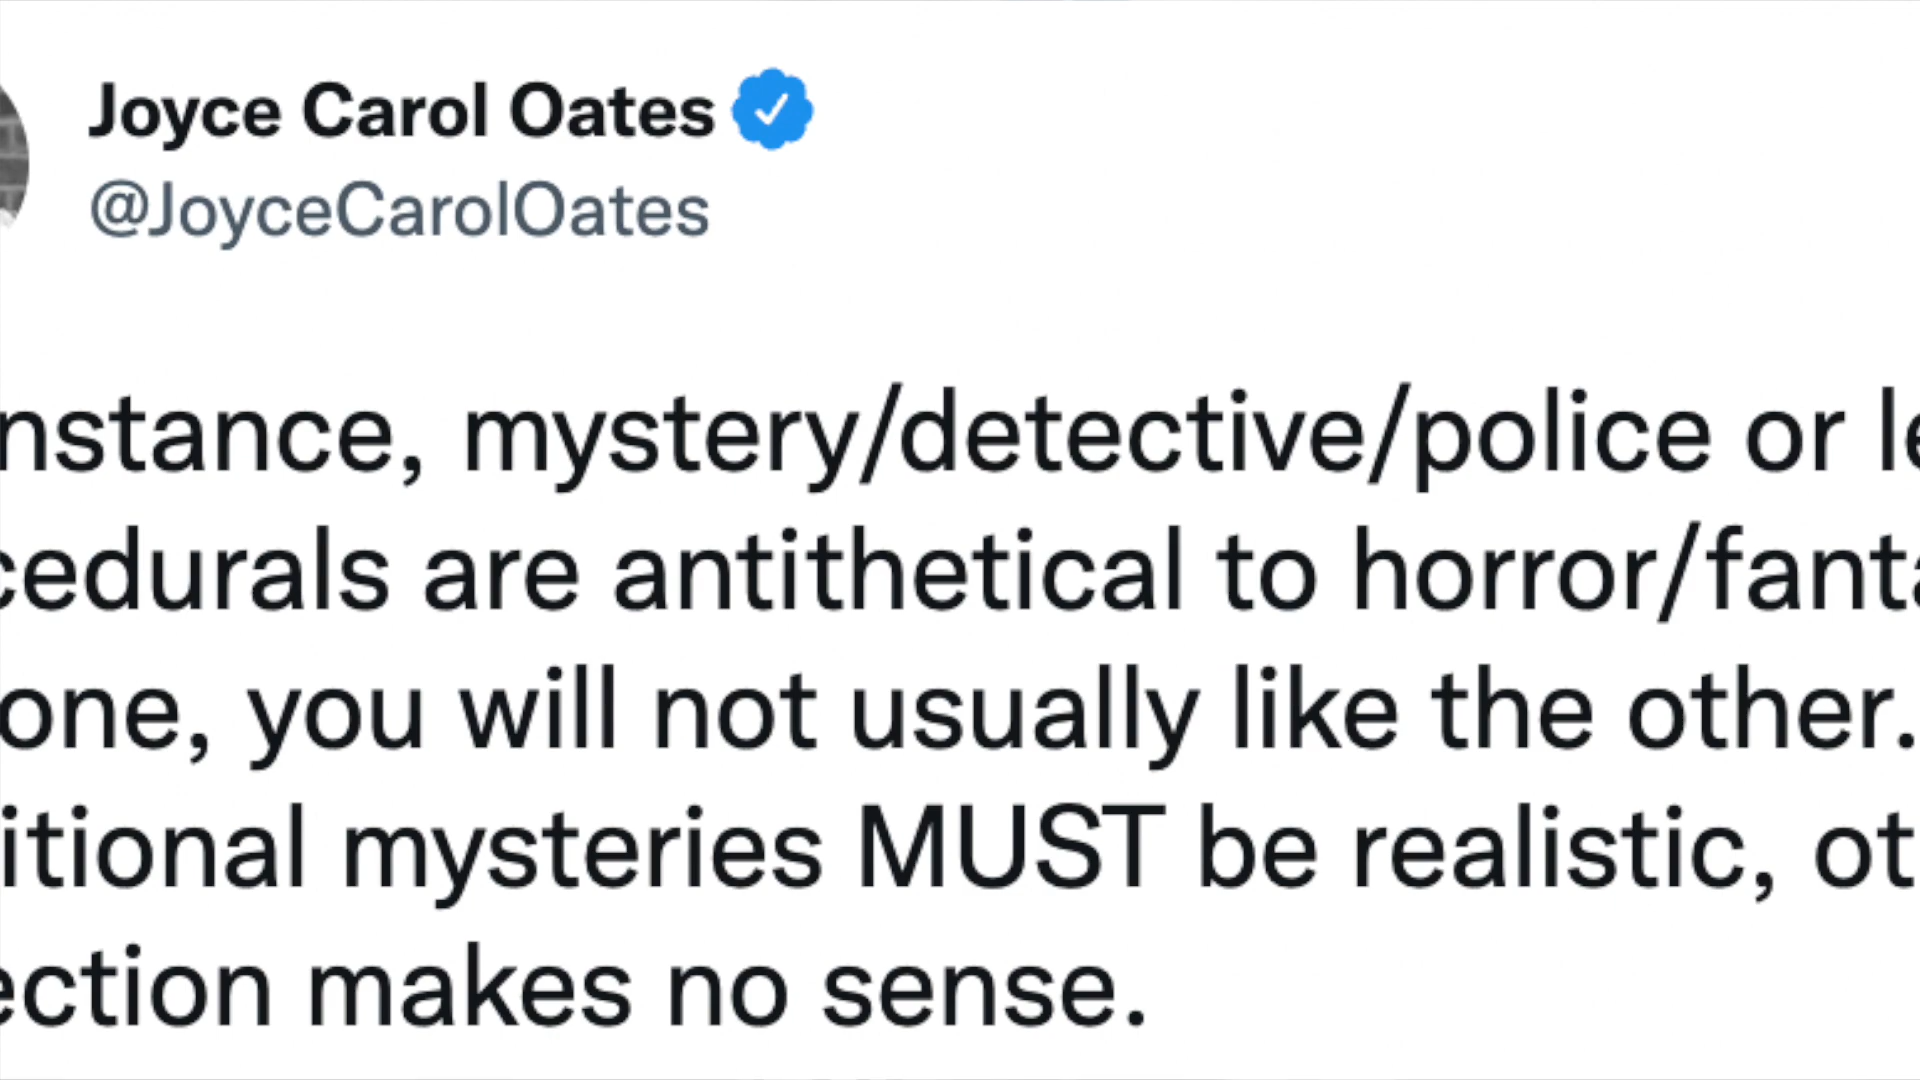 Joyce Carol Oates
@JoyceCarolOates
nstance, mystery/detective/police or le
cedurals are antithetical to horror/fanta
one, you will not usually like the other.
itional mysteries MUST be realistic, ot
ection makes no sense.